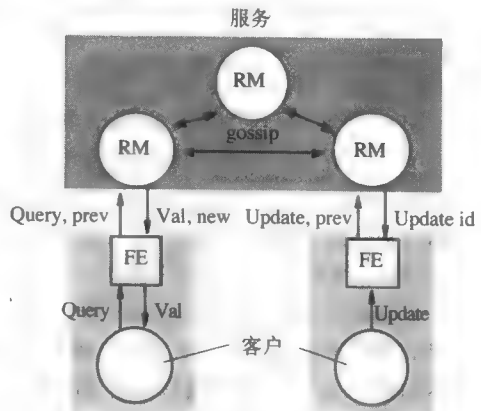 服务
RM
gossip
RM
RM
Query, prev
Val, new
Update, prev
Update id
FE
FE
Query
Val
Update
客户